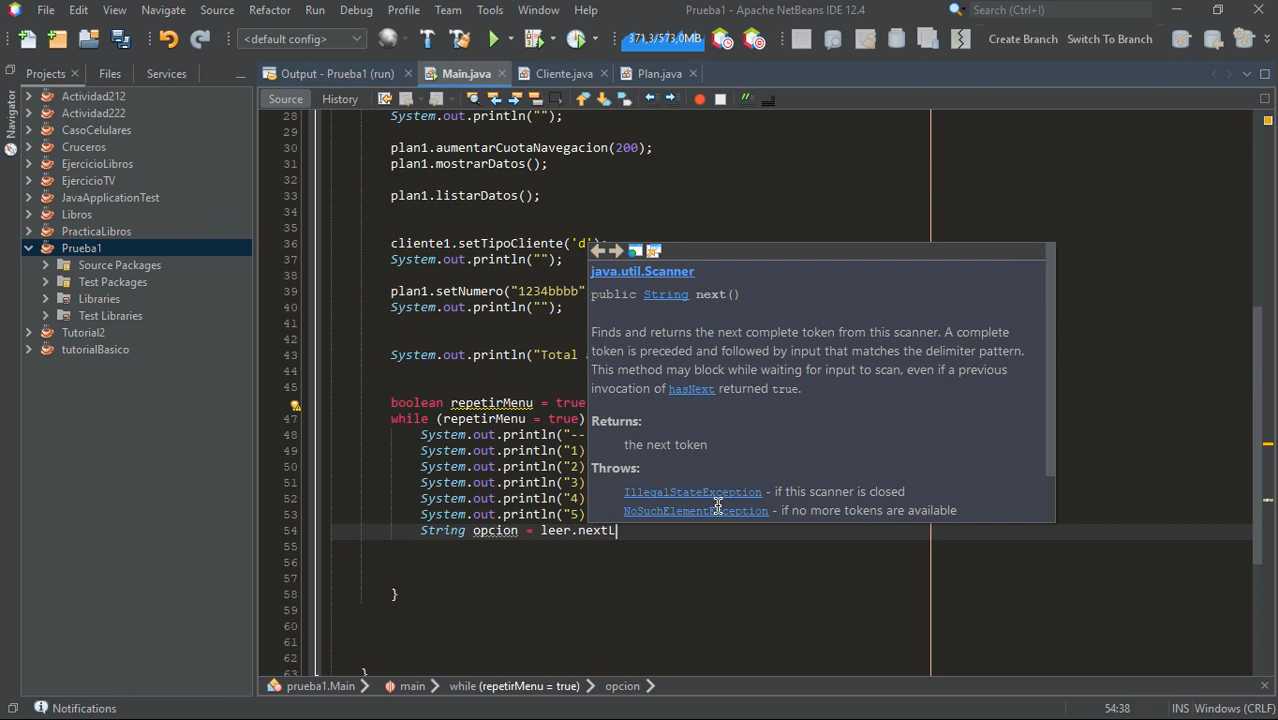 File Edit View Navigate Source Refactor Run Debug Profile Team Tools Window Help Prueba1 - Apache NetBeans IDE 12.4 Search (Ctrl+I)
<default config> 371,3/573,0MB Create Branch Switch To Branch
Projects Files Services Output - Prueba1 (run) Main.java Cliente.java Plan.java
Navigator
Source History
Actividad212
Actividad222
CasoCelulares
Cruceros
EjercicioLibros
EjercicioTV
JavaApplicationTest
Libros
PracticaLibros
Prueba1
Source Packages
Test Packages
Libraries
Test Libraries
Tutorial2
tutorialBasico
28 System.out.println("");
29
30 plan1.aumentarCuotaNavegacion(200);
31 plan1.mostrarDatos();
32
33 plan1.listarDatos();
34
35
36 cliente1.setTipoCliente('d');
37 System.out.println("");
38
39 plan1.setNumero("1234bbbb"
40 System.out.println("");
41
42
43 System.out.println("Total
44
45
boolean repetirMenu = true
47 while (repetirMenu = true)
48 System.out.println("--
49 System.out.println("1)
50 System.out.println("2)
51 System.out.println("3)
52 System.out.println("4)
53 System.out.println("5)
54 String opcion = leer.nextL
55
56
57
58 }
59
60
61
62
63 }
java.util.Scanner
public String next()
Finds and returns the next complete token from this scanner. A complete
token is preceded and followed by input that matches the delimiter pattern.
This method may block while waiting for input to scan, even if a previous
invocation of hasNext returned true.
Returns:
the next token
Throws:
IllegalStateException - if this scanner is closed
NoSuchElementException - if no more tokens are available
prueba1.Main main while (repetirMenu = true) opcion
Notifications 54:38 INS Windows (CRLF)